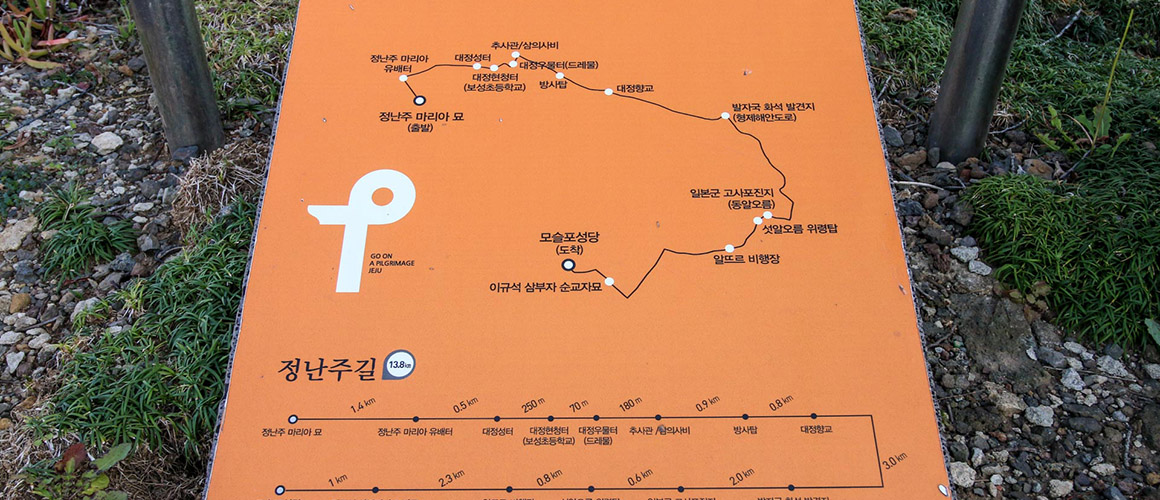 추사관/삼의사비
정난주 마리아
유배터
대정성터
대정우물터(드레물)
대정현청터
(보성초등학교)
방사탑
대정향교
정난주 마리아 묘
(출발)
발자국 화석 발견지
(형제해안도로)
일본군 고사포진지
(동알오름)
섯알오름 위령탑
모슬포성당
(도착)
알뜨르 비행장
이규석 삼부자 순교자묘
GO ON
A PILGRIMAGE
JEJU
정난주길 13.8km
1.4 km 0.5 km 250 m 70 m 180 m 0.9 km 0.8 km
정난주 마리아 묘 정난주 마리아 유배터 대정성터 대정현청터 대정우물터 추사관 /삼의사비 방사탑 대정향교
(보성초등학교) (드레물)
3.0 km
1 km 2.3 km 0.8 km 0.6 km 2.0 km